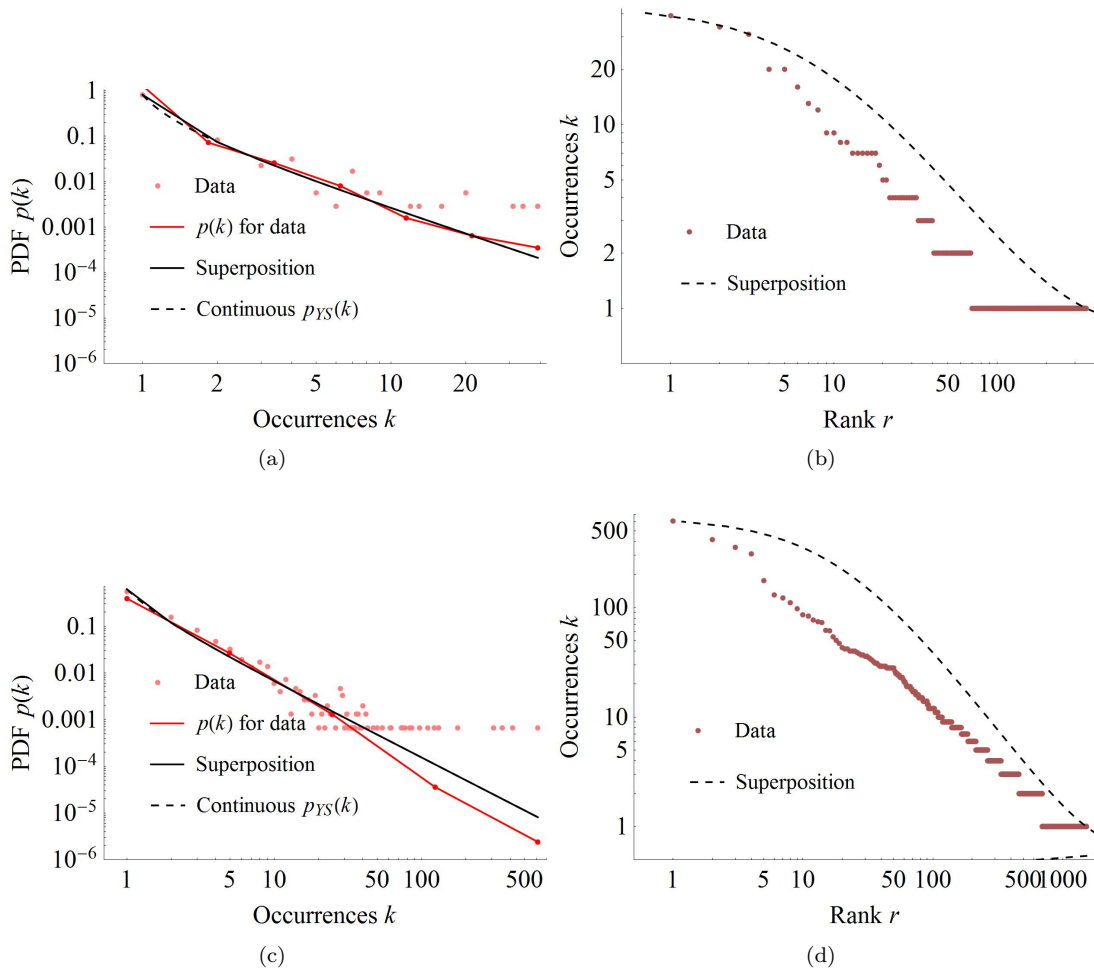 1
0.1
0.01
0.001
10⁻⁴
10⁻⁵
10⁻⁶
PDF p(k)
Data
p(k) for data
Superposition
Continuous p_YS(k)
1 2 5 10 20
Occurrences k
(a)
20
10
5
2
1
Occurrences k
Data
Superposition
1 5 10 50 100
Rank r
(b)
0.1
0.01
0.001
10⁻⁴
10⁻⁵
10⁻⁶
PDF p(k)
Data
p(k) for data
Superposition
Continuous p_YS(k)
1 5 10 50 100 500
Occurrences k
(c)
500
100
50
10
5
1
Occurrences k
Data
Superposition
1 5 10 50 100 500 1000
Rank r
(d)